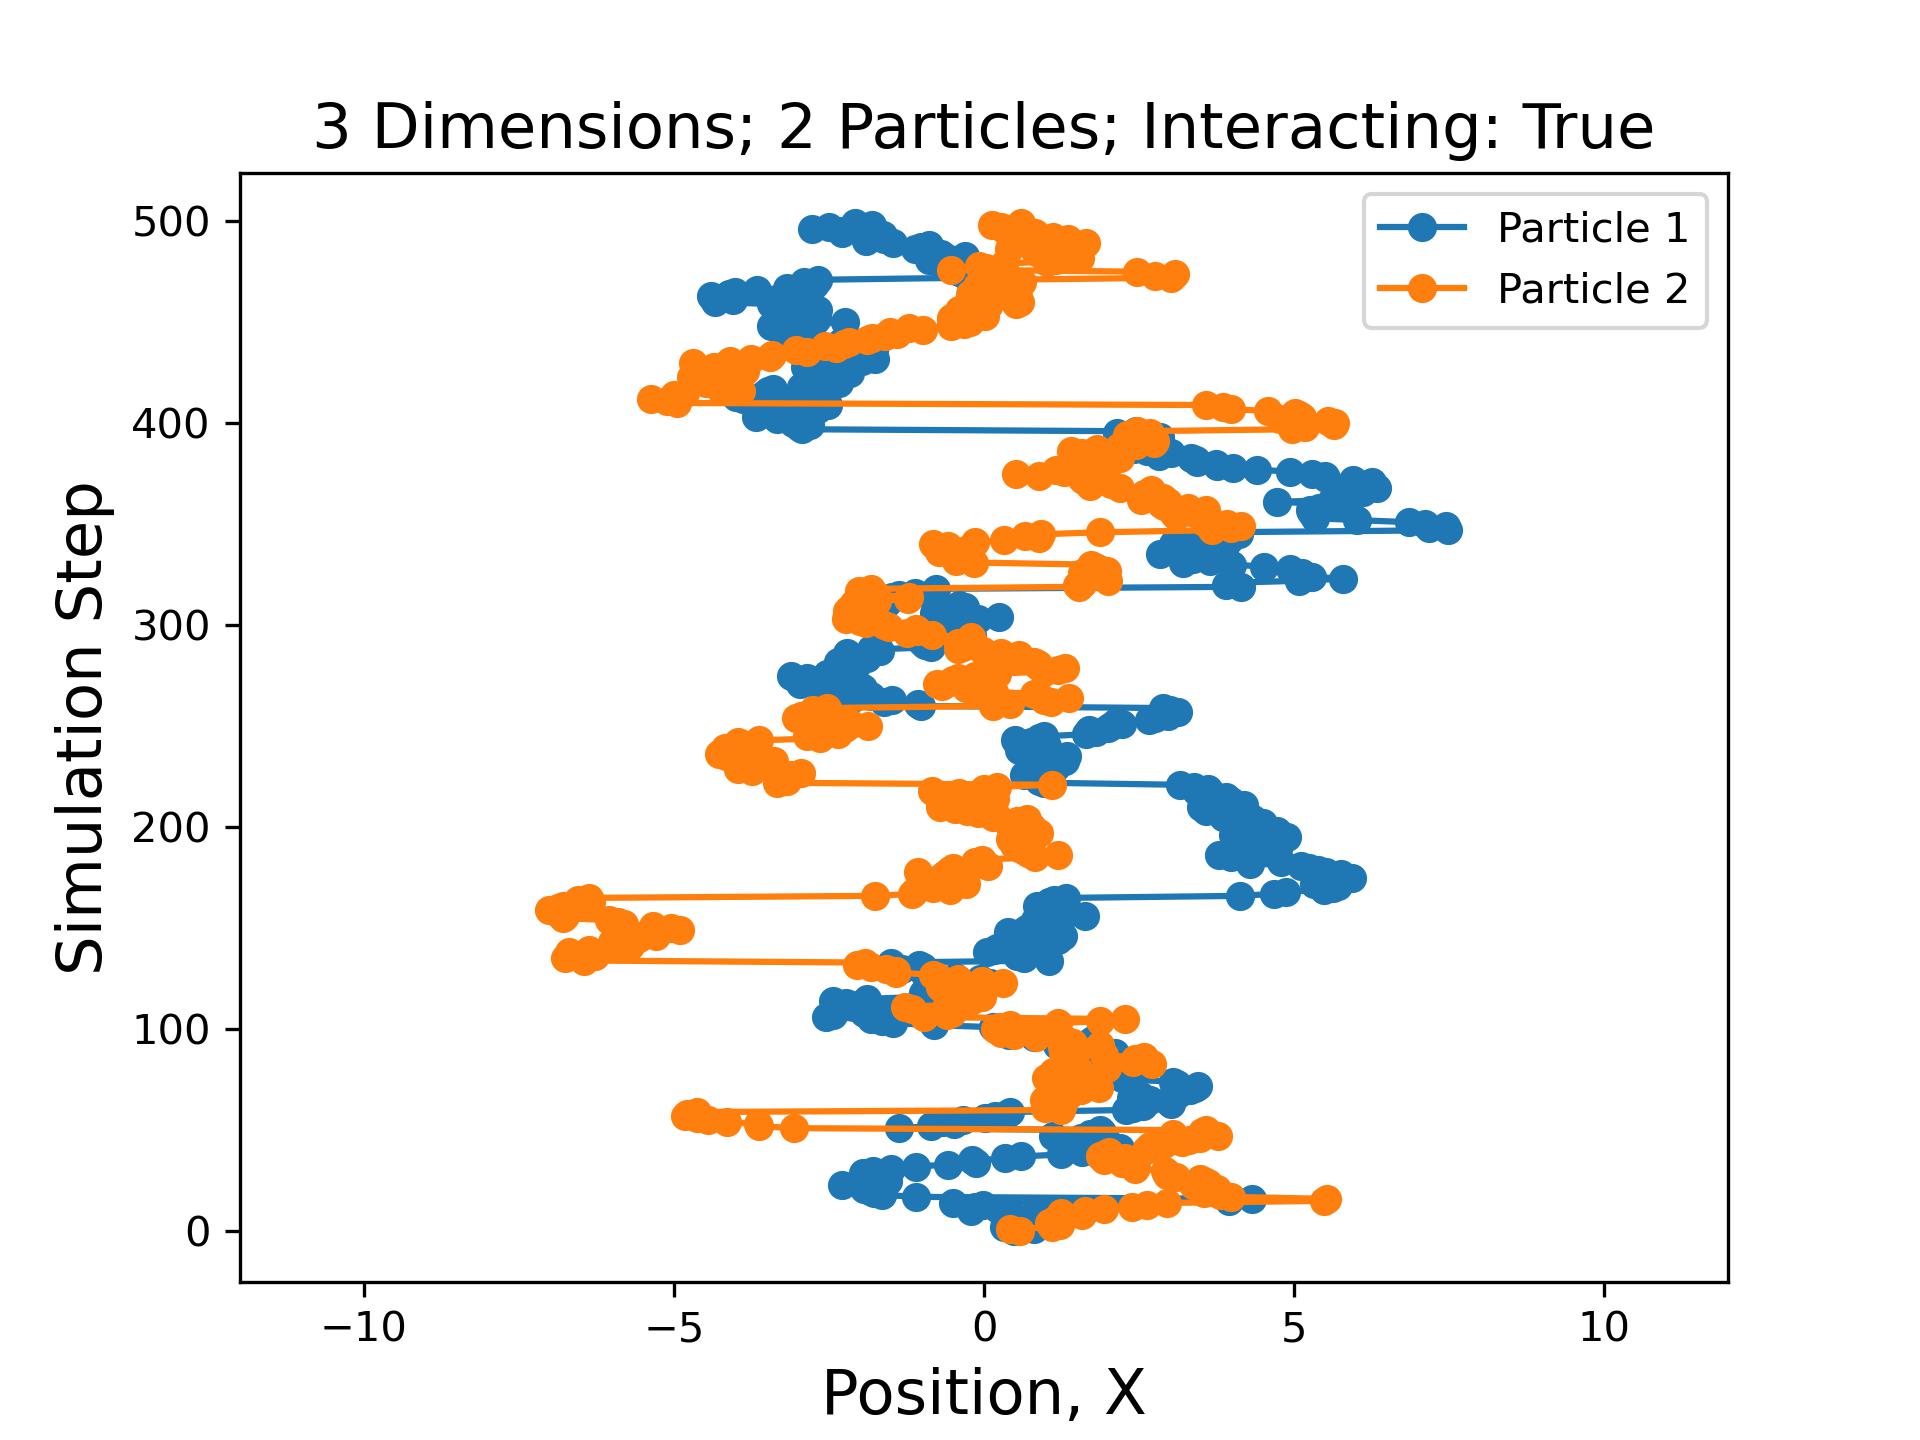 3 Dimensions; 2 Particles; Interacting: True
Particle 1
Particle 2
500
400
300
200
100
0
Simulation Step
−10
−5
0
5
10
Position, X